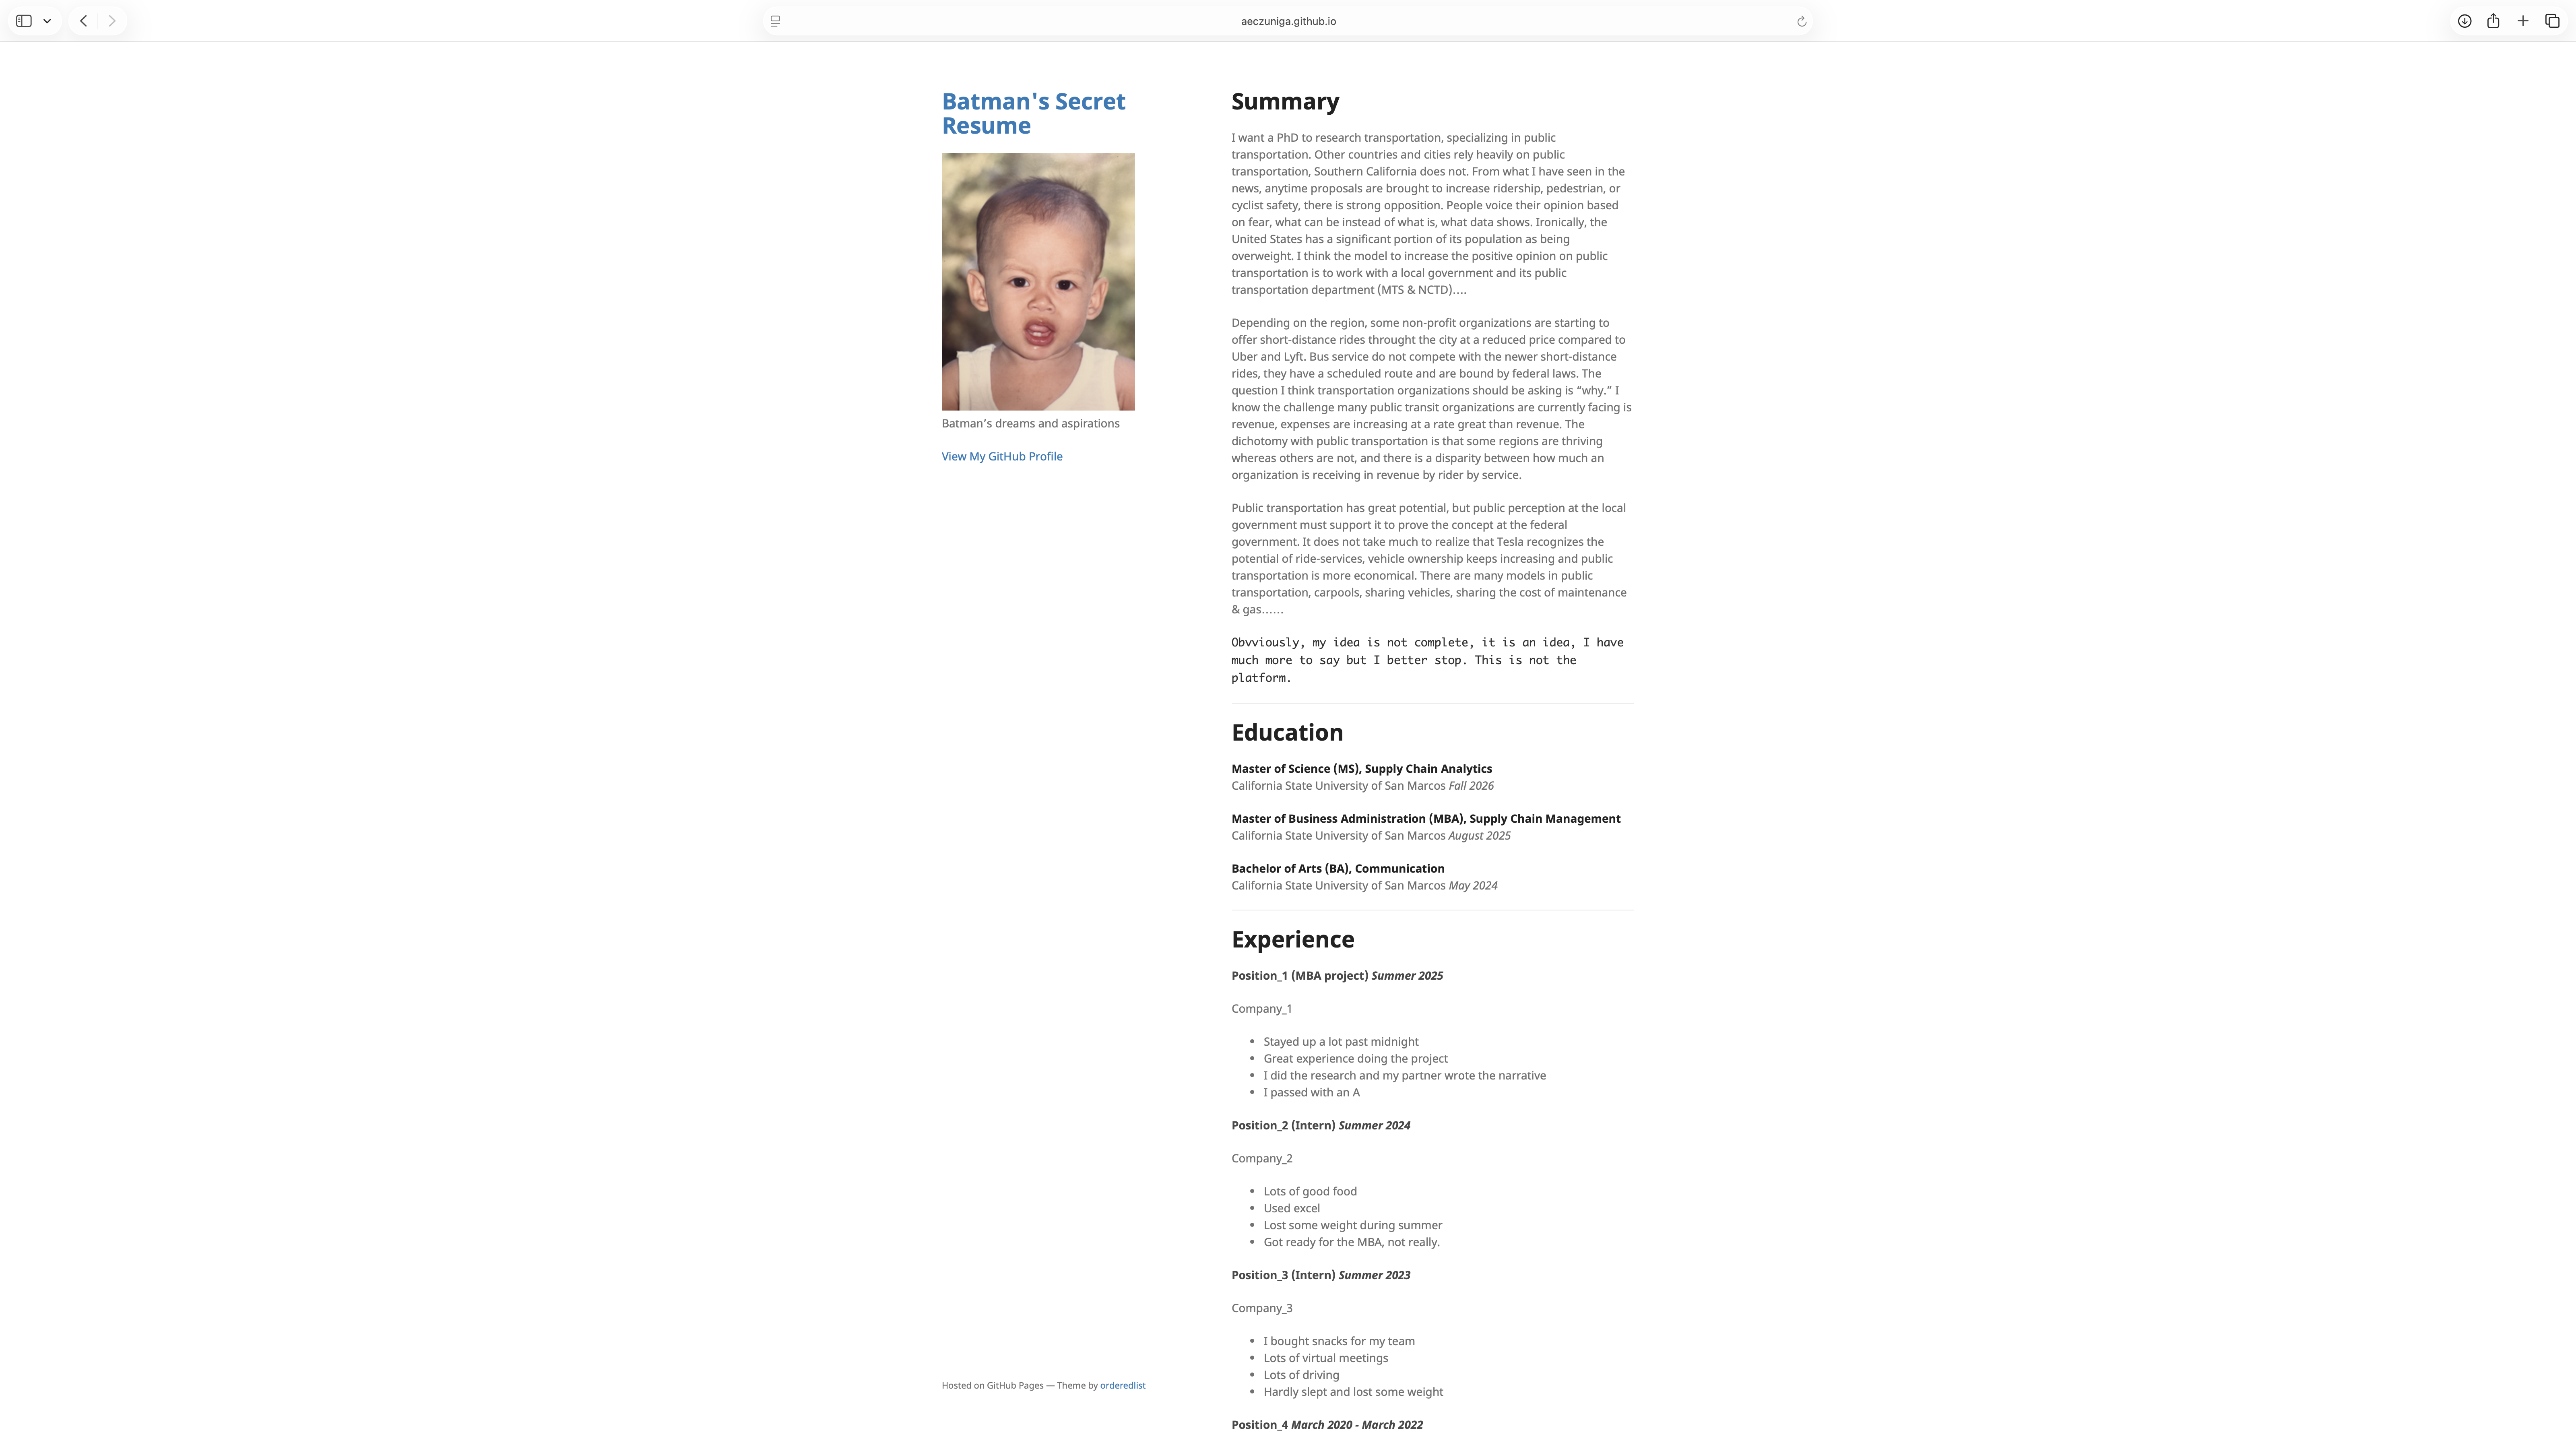 aeczuniga.github.io
Batman's Secret
Resume
Batman’s dreams and aspirations
View My GitHub Profile
Summary
I want a PhD to research transportation, specializing in public
transportation. Other countries and cities rely heavily on public
transportation, Southern California does not. From what I have seen in the
news, anytime proposals are brought to increase ridership, pedestrian, or
cyclist safety, there is strong opposition. People voice their opinion based
on fear, what can be instead of what is, what data shows. Ironically, the
United States has a significant portion of its population as being
overweight. I think the model to increase the positive opinion on public
transportation is to work with a local government and its public
transportation department (MTS & NCTD)….
Depending on the region, some non-profit organizations are starting to
offer short-distance rides throught the city at a reduced price compared to
Uber and Lyft. Bus service do not compete with the newer short-distance
rides, they have a scheduled route and are bound by federal laws. The
question I think transportation organizations should be asking is “why.” I
know the challenge many public transit organizations are currently facing is
revenue, expenses are increasing at a rate great than revenue. The
dichotomy with public transportation is that some regions are thriving
whereas others are not, and there is a disparity between how much an
organization is receiving in revenue by rider by service.
Public transportation has great potential, but public perception at the local
government must support it to prove the concept at the federal
government. It does not take much to realize that Tesla recognizes the
potential of ride-services, vehicle ownership keeps increasing and public
transportation is more economical. There are many models in public
transportation, carpools, sharing vehicles, sharing the cost of maintenance
& gas……
Obvviously, my idea is not complete, it is an idea, I have
much more to say but I better stop. This is not the
platform.
Education
Master of Science (MS), Supply Chain Analytics
California State University of San Marcos Fall 2026
Master of Business Administration (MBA), Supply Chain Management
California State University of San Marcos August 2025
Bachelor of Arts (BA), Communication
California State University of San Marcos May 2024
Experience
Position_1 (MBA project) Summer 2025
Company_1
• Stayed up a lot past midnight
• Great experience doing the project
• I did the research and my partner wrote the narrative
• I passed with an A
Position_2 (Intern) Summer 2024
Company_2
• Lots of good food
• Used excel
• Lost some weight during summer
• Got ready for the MBA, not really.
Position_3 (Intern) Summer 2023
Company_3
• I bought snacks for my team
• Lots of virtual meetings
• Lots of driving
• Hardly slept and lost some weight
Position_4 March 2020 - March 2022
Hosted on GitHub Pages — Theme by orderedlist